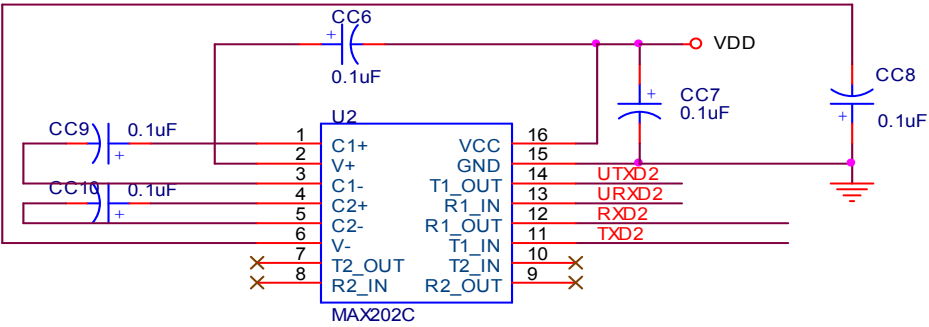 CC6
+
0.1uF
VDD
CC8
+
0.1uF
CC7
+
0.1uF
U2
CC9
0.1uF
+
CC10
0.1uF
+
1 C1+ VCC 16
2 V+ GND 15
3 C1- T1_OUT 14 UTXD2
4 C2+ R1_IN 13 URXD2
5 C2- R1_OUT 12 RXD2
6 V- T1_IN 11 TXD2
7 T2_OUT T2_IN 10
8 R2_IN R2_OUT 9
MAX202C